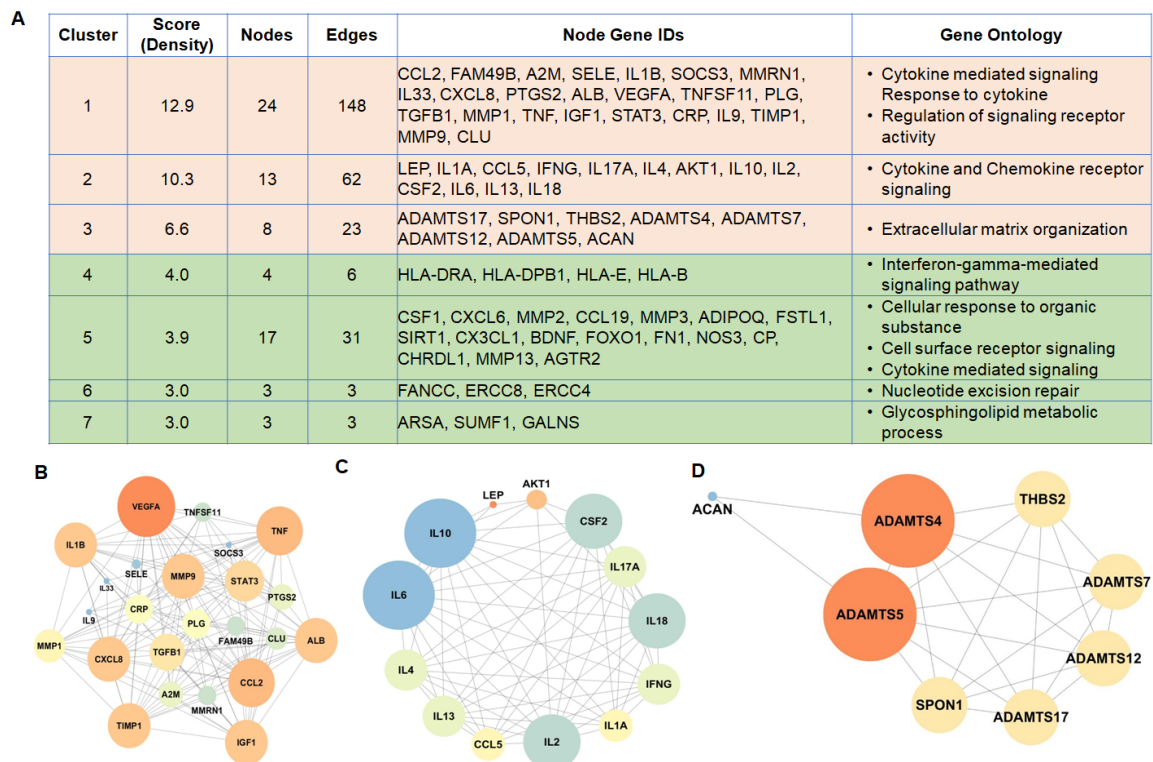 A
Cluster
Score
(Density)
Nodes
Edges
Node Gene IDs
Gene Ontology
1
12.9
24
148
CCL2, FAM49B, A2M, SELE, IL1B, SOCS3, MMRN1,
IL33, CXCL8, PTGS2, ALB, VEGFA, TNFSF11, PLG,
TGFB1, MMP1, TNF, IGF1, STAT3, CRP, IL9, TIMP1,
MMP9, CLU
• Cytokine mediated signaling
Response to cytokine
• Regulation of signaling receptor
activity
2
10.3
13
62
LEP, IL1A, CCL5, IFNG, IL17A, IL4, AKT1, IL10, IL2,
CSF2, IL6, IL13, IL18
• Cytokine and Chemokine receptor
signaling
3
6.6
8
23
ADAMTS17, SPON1, THBS2, ADAMTS4, ADAMTS7,
ADAMTS12, ADAMTS5, ACAN
• Extracellular matrix organization
4
4.0
4
6
HLA-DRA, HLA-DPB1, HLA-E, HLA-B
• Interferon-gamma-mediated
signaling pathway
5
3.9
17
31
CSF1, CXCL6, MMP2, CCL19, MMP3, ADIPOQ, FSTL1,
SIRT1, CX3CL1, BDNF, FOXO1, FN1, NOS3, CP,
CHRDL1, MMP13, AGTR2
• Cellular response to organic
substance
• Cell surface receptor signaling
• Cytokine mediated signaling
6
3.0
3
3
FANCC, ERCC8, ERCC4
• Nucleotide excision repair
7
3.0
3
3
ARSA, SUMF1, GALNS
• Glycosphingolipid metabolic
process
B
VEGFA
TNFSF11
TNF
IL1B
SOCS3
SELE
MMP9
STAT3
IL33
PTGS2
CRP
IL9
PLG
FAM49B
CLU
MMP1
ALB
TGFB1
CXCL8
CCL2
A2M
MMRN1
TIMP1
IGF1
C
LEP
AKT1
CSF2
IL10
IL17A
IL6
IL18
IL4
IFNG
IL13
IL1A
CCL5
IL2
D
ACAN
THBS2
ADAMTS4
ADAMTS7
ADAMTS5
ADAMTS12
SPON1
ADAMTS17